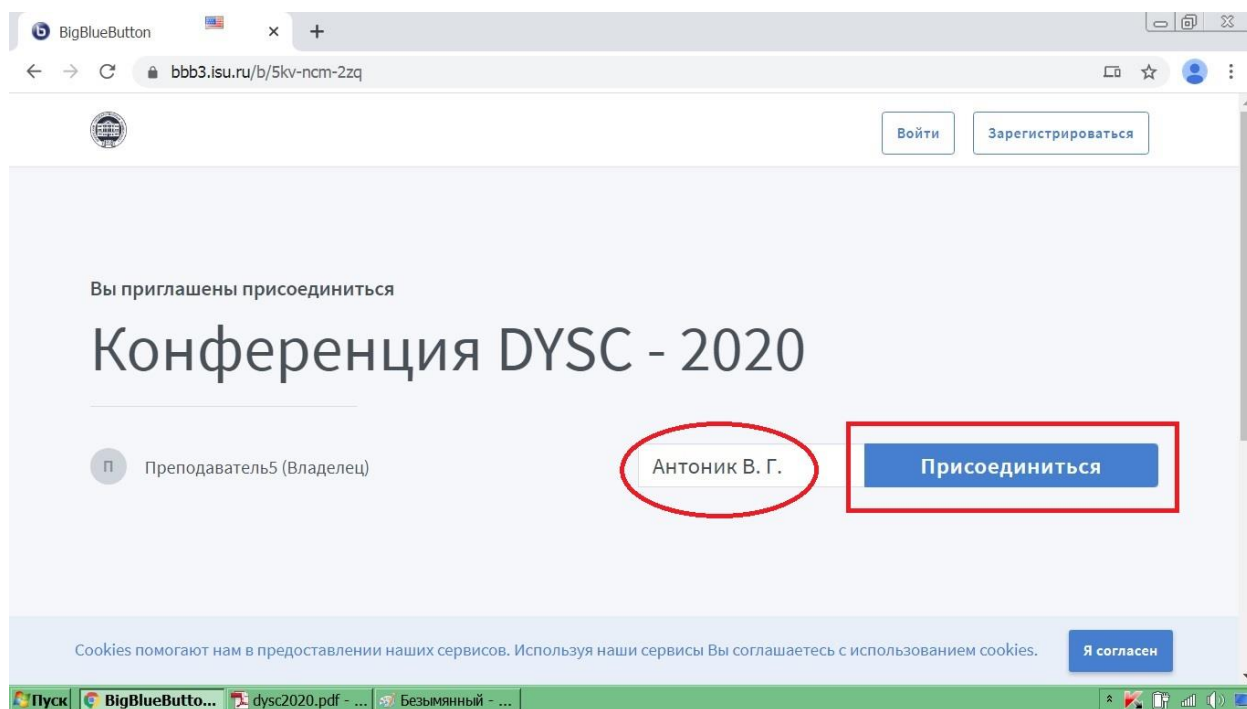 BigBlueButton
bbb3.isu.ru/b/5kv-ncm-2zq
Войти Зарегистрироваться
Вы приглашены присоединиться
Конференция DYSC - 2020
П Преподаватель5 (Владелец) Антоник В. Г. Присоединиться
Cookies помогают нам в предоставлении наших сервисов. Используя наши сервисы Вы соглашаетесь с использованием cookies. Я согласен
Пуск BigBlueButto... dysc2020.pdf - ... Безымянный - ...